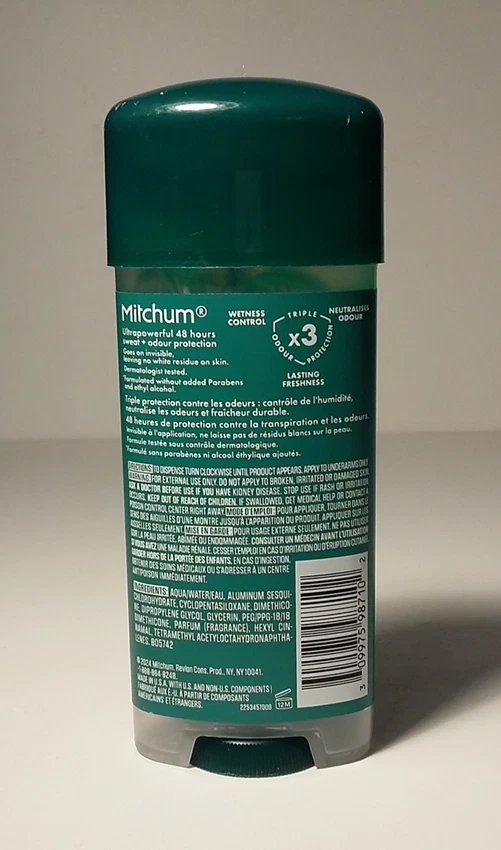 Mitchum®
Ultrapowerful 48 hours
sweat + odour protection
Goes on invisible,
leaving no white residue on skin.
Dermatologist tested.
*Formulated without added Parabens
and ethyl alcohol.
WETNESS
CONTROL
TRIPLE
x3
ODOUR PROTECTION
NEUTRALISES
ODOUR
LASTING
FRESHNESS
Triple protection contre les odeurs : contrôle de l'humidité,
neutralise les odeurs et fraîcheur durable.
48 heures de protection contre la transpiration et les odeurs.
invisible à l'application, ne laisse pas de résidus blancs sur la peau.
Formule testée sous contrôle dermatologique.
*Formulé sans parabènes ni alcool éthylique ajoutés.
DIRECTIONS: TO DISPENSE TURN CLOCKWISE UNTIL PRODUCT APPEARS. APPLY TO UNDERARMS ONLY.
WARNING: FOR EXTERNAL USE ONLY. DO NOT APPLY TO BROKEN, IRRITATED OR DAMAGED SKIN.
ASK A DOCTOR BEFORE USE IF YOU HAVE KIDNEY DISEASE. STOP USE IF RASH OR IRRITATION
OCCURS. KEEP OUT OF REACH OF CHILDREN. IF SWALLOWED, GET MEDICAL HELP OR CONTACT A
POISON CONTROL CENTER RIGHT AWAY. MODE D'EMPLOI: POUR APPLIQUER, TOURNER DANS LE
SENS DES AIGUILLES D'UNE MONTRE JUSQU'À L'APPARITION DU PRODUIT. APPLIQUER SUR LES
AISSELLES SEULEMENT. MISE EN GARDE: POUR USAGE EXTERNE SEULEMENT. NE PAS UTILISER
SUR LA PEAU IRRITÉE, ABÎMÉE OU ENDOMMAGÉE. CONSULTER UN MÉDECIN AVANT L'UTILISATION
SI VOUS AVEZ UNE MALADIE RÉNALE. CESSER L'EMPLOI EN CAS D'IRRITATION OU D'ÉRUPTION CUTANÉE.
GARDER HORS DE LA PORTÉE DES ENFANTS. EN CAS D'INGESTION,
OBTENIR DES SOINS MÉDICAUX OU S'ADRESSER À UN CENTRE
ANTIPOISON IMMÉDIATEMENT.
INGREDIENTS: AQUA/WATER/EAU, ALUMINUM SESQUI-
CHLOROHYDRATE, CYCLOPENTASILOXANE, DIMETHICO-
NE, DIPROPYLENE GLYCOL, GLYCERIN, PEG/PPG-18/18
DIMETHICONE, PARFUM (FRAGRANCE), HEXYL CIN-
NAMAL, TETRAMETHYL ACETYLOCTAHYDRONAPHTHA-
LENES. B05742
©2024 Mitchum. Revlon Cons. Prod., NY, NY 10041.
1-888-864-8248.
MADE IN U.S.A. WITH U.S. AND NON-U.S. COMPONENTS |
FABRIQUÉ AUX É.-U. À PARTIR DE COMPOSANTS
AMÉRICAINS ET ÉTRANGERS.
2253457000
12M
3 09975 98710 2